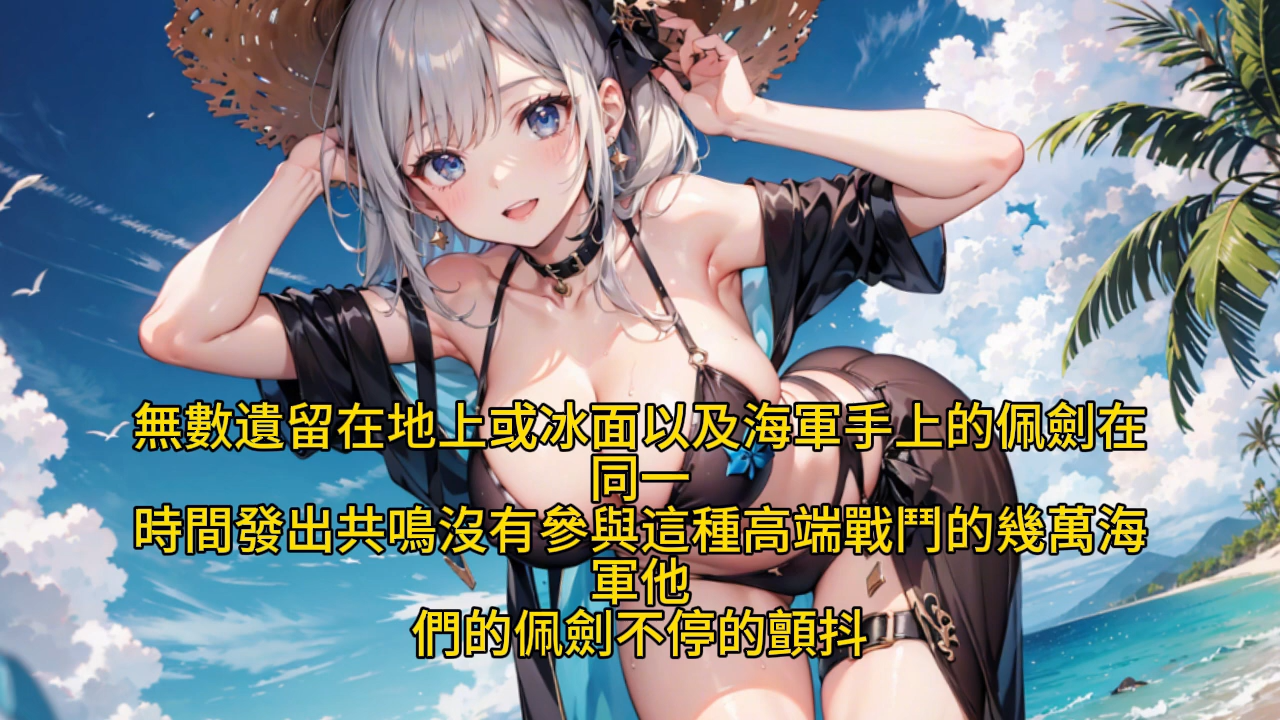 無數遺留在地上或冰面以及海軍手上的佩劍在
同一
時間發出共鳴沒有參與這種高端戰鬥的幾萬海
軍他
們的佩劍不停的顫抖